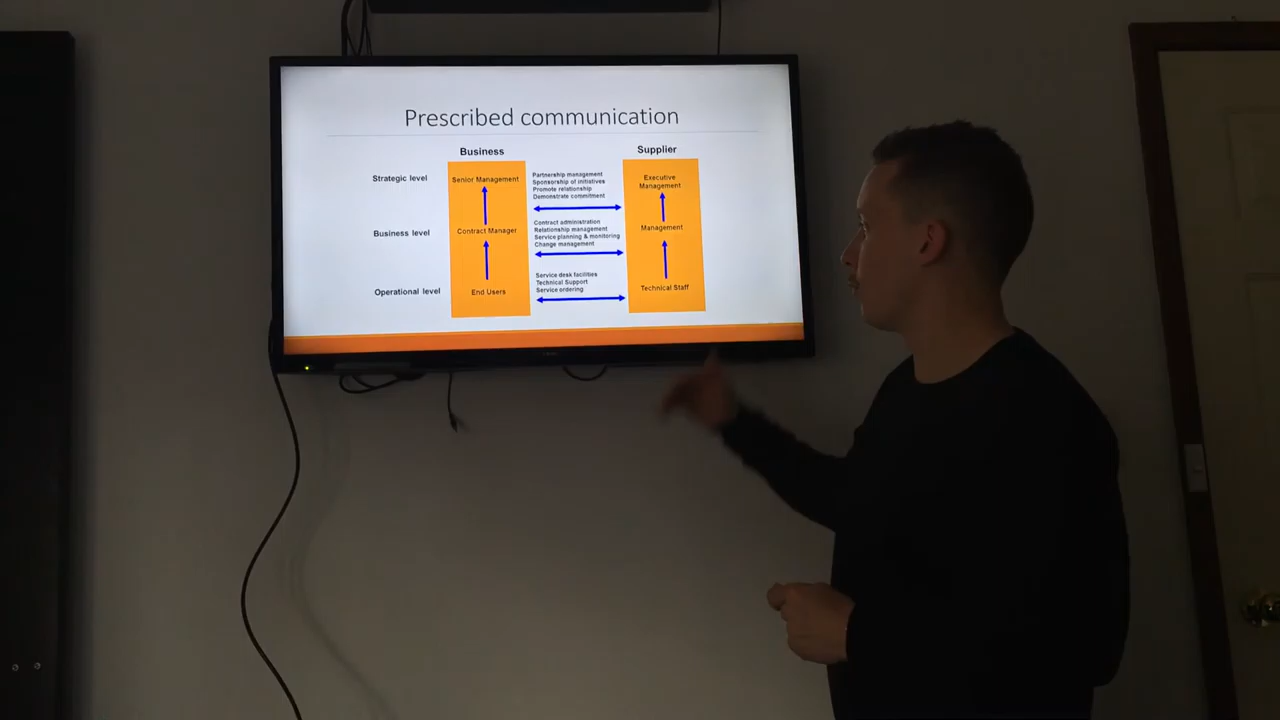 Prescribed communication
Business
Supplier
Strategic level
Senior Management
Partnership management
Sponsorship of initiatives
Promote relationship
Demonstrate commitment
Executive
Management
Business level
Contract Manager
Contract administration
Relationship management
Service planning & monitoring
Change management
Management
Operational level
End Users
Service desk facilities
Technical Support
Service ordering
Technical Staff